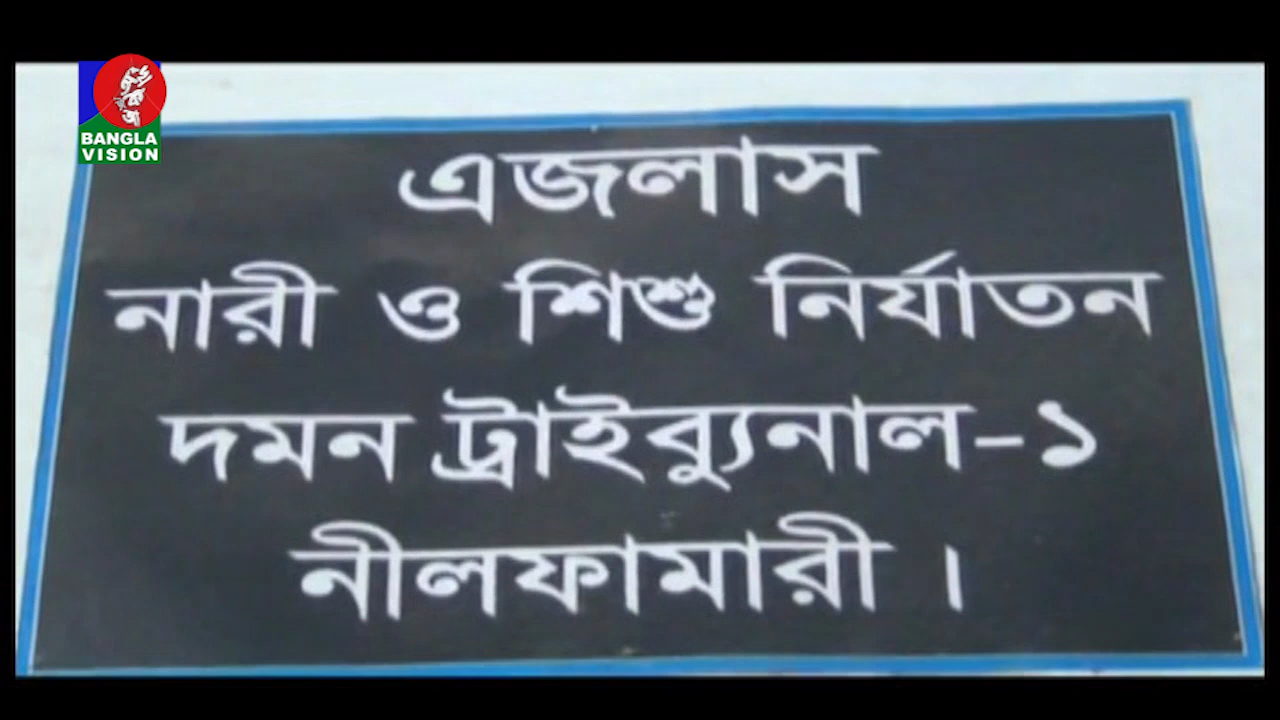 BANGLA
VISION
এজলাস
নারী ও শিশু নির্যাতন
দমন ট্রাইব্যুনাল-১
নীলফামারী ।